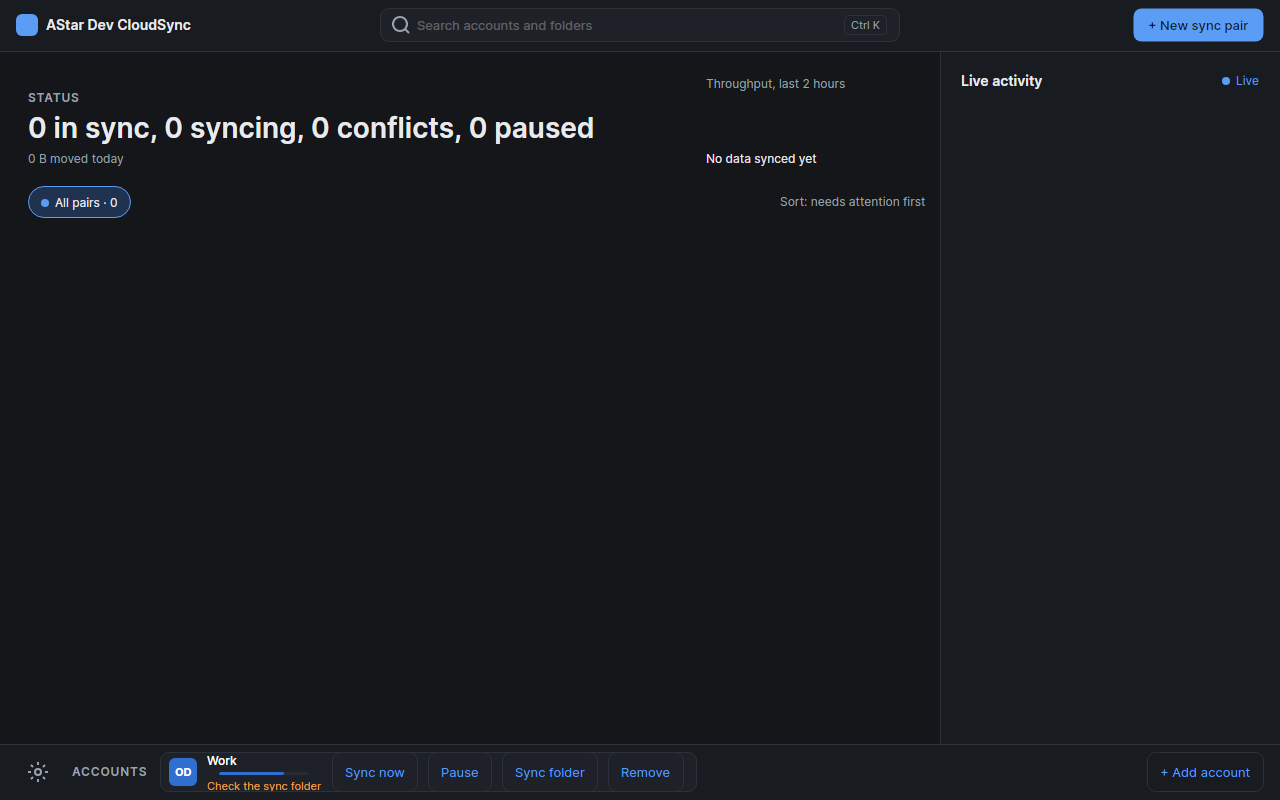 AStar Dev CloudSync
Search accounts and folders
Ctrl K
+ New sync pair
STATUS
0 in sync, 0 syncing, 0 conflicts, 0 paused
0 B moved today
Throughput, last 2 hours
No data synced yet
All pairs · 0
Sort: needs attention first
Live activity
Live
ACCOUNTS
OD
Work
Check the sync folder
Sync now
Pause
Sync folder
Remove
+ Add account